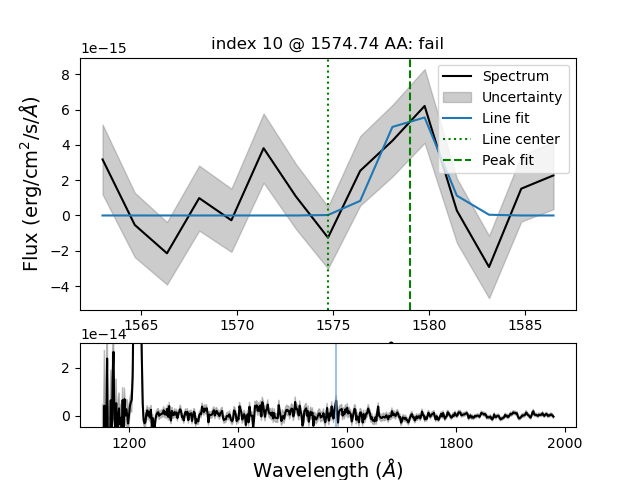 index 10 @ 1574.74 AA: fail
1e−15
Flux (erg/cm²/s/Å)
8
6
4
2
0
−2
−4
Spectrum
Uncertainty
Line fit
Line center
Peak fit
1565 1570 1575 1580 1585
1e−14
2
0
1200 1400 1600 1800 2000
Wavelength (Å)